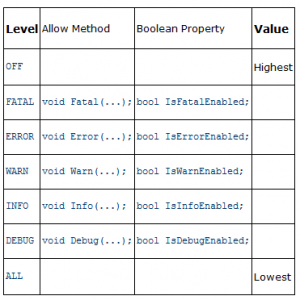 Level Allow Method Boolean Property Value
OFF Highest
FATAL void Fatal(...); bool IsFatalEnabled;
ERROR void Error(...); bool IsErrorEnabled;
WARN void Warn(...); bool IsWarnEnabled;
INFO void Info(...); bool IsInfoEnabled;
DEBUG void Debug(...); bool IsDebugEnabled;
ALL Lowest